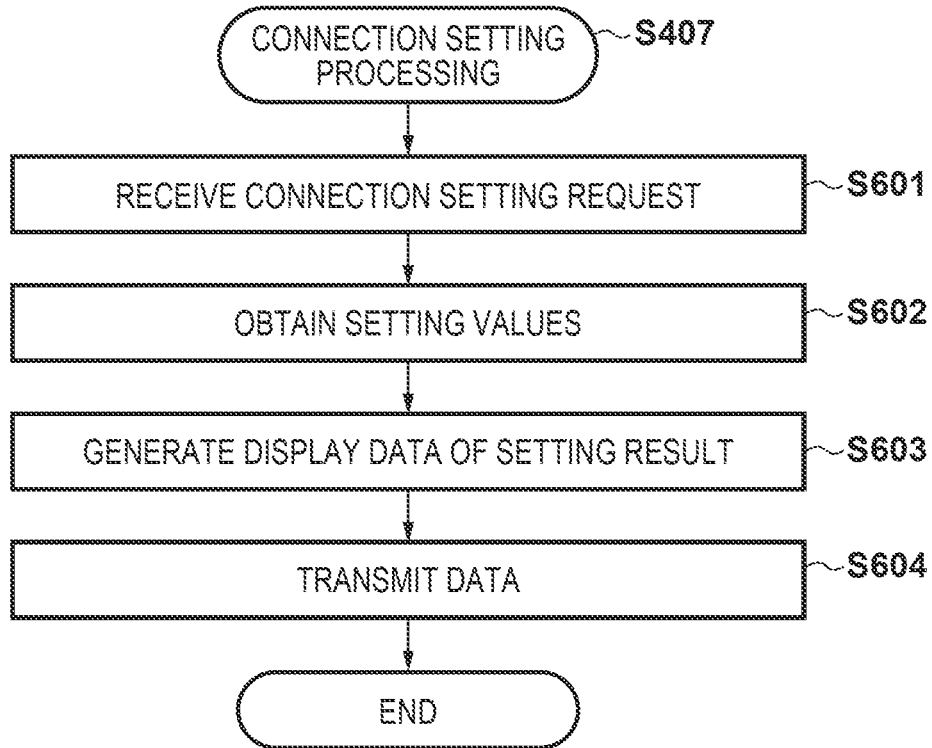 CONNECTION SETTING
PROCESSING
S407
RECEIVE CONNECTION SETTING REQUEST
S601
OBTAIN SETTING VALUES
S602
GENERATE DISPLAY DATA OF SETTING RESULT
S603
TRANSMIT DATA
S604
END